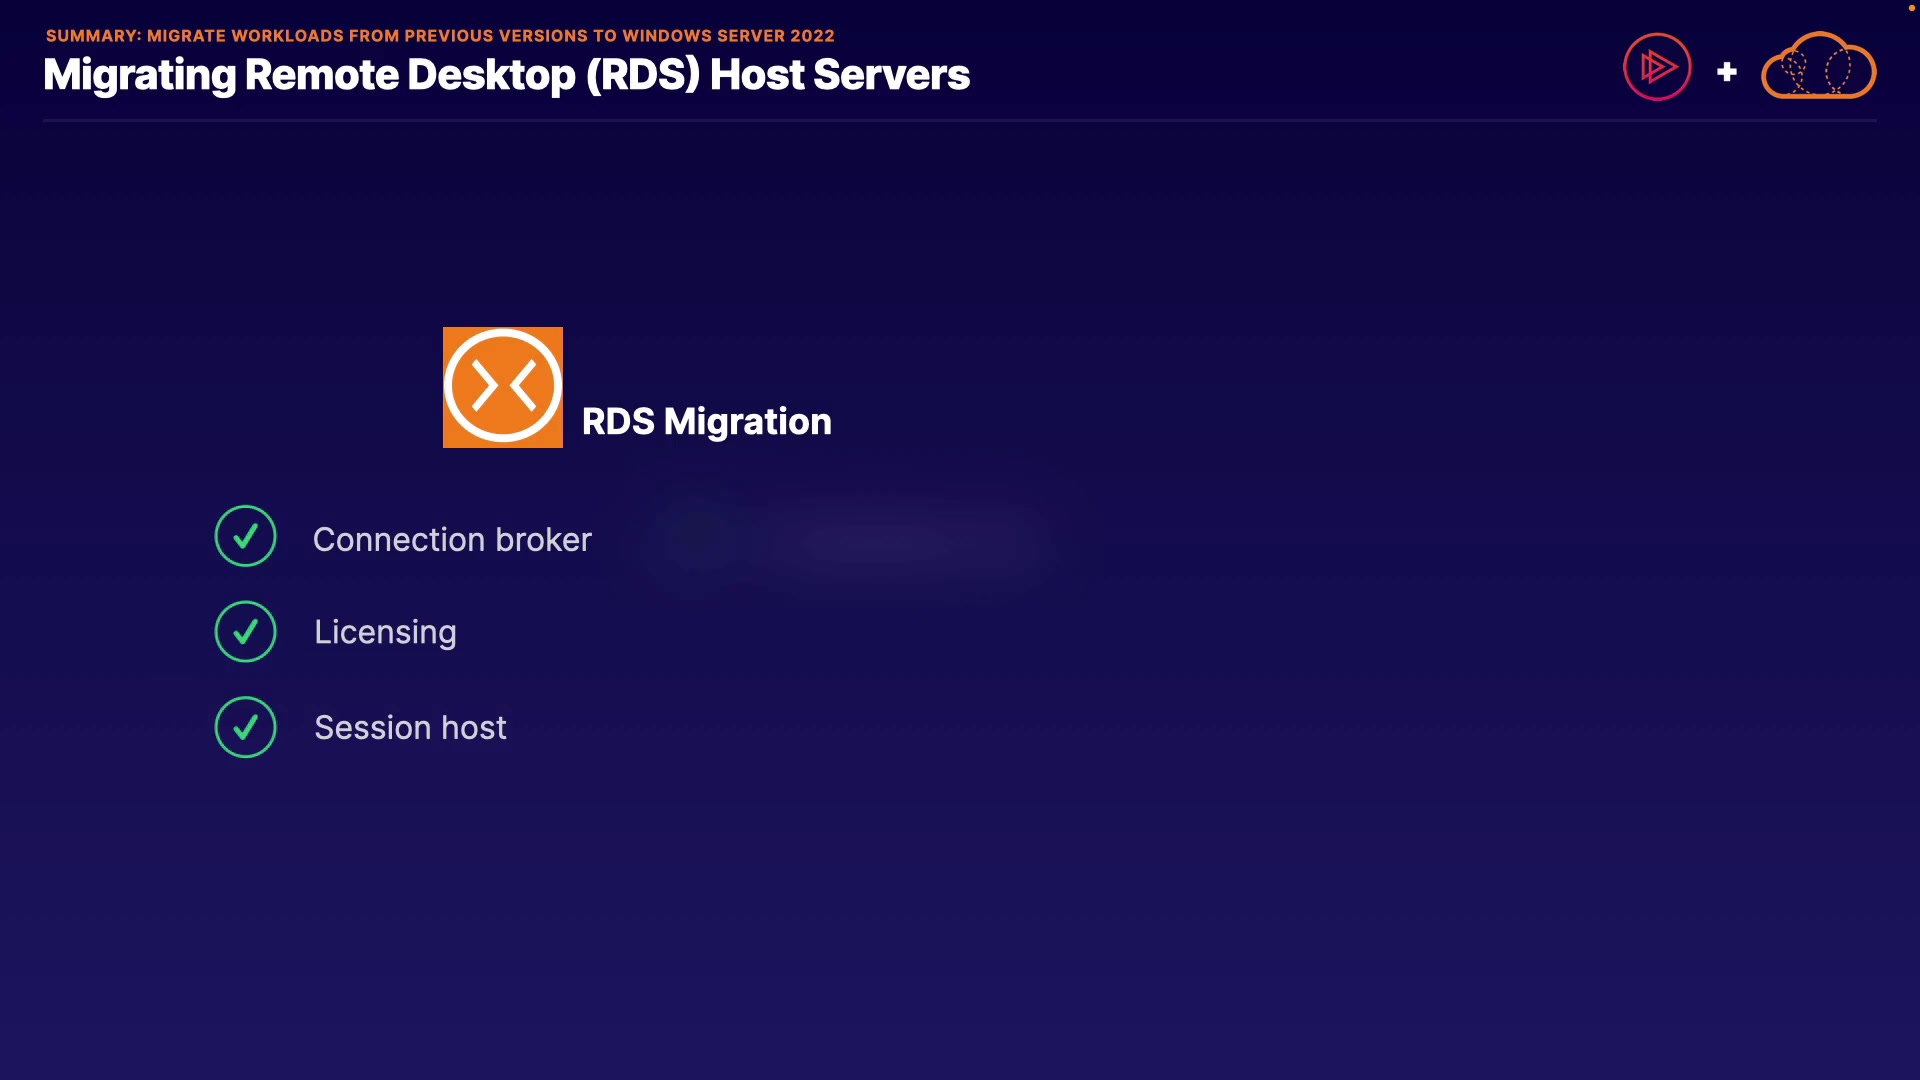 SUMMARY: MIGRATE WORKLOADS FROM PREVIOUS VERSIONS TO WINDOWS SERVER 2022
Migrating Remote Desktop (RDS) Host Servers
+
RDS Migration
Connection broker
Licensing
Session host